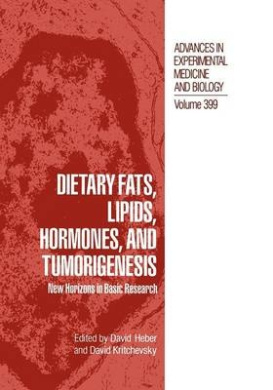 ADVANCES IN
EXPERIMENTAL
MEDICINE
AND BIOLOGY
Volume 399
DIETARY FATS,
LIPIDS,
HORMONES, AND
TUMORIGENESIS
New Horizons in Basic Research
Edited by David Heber
and David Kritchevsky